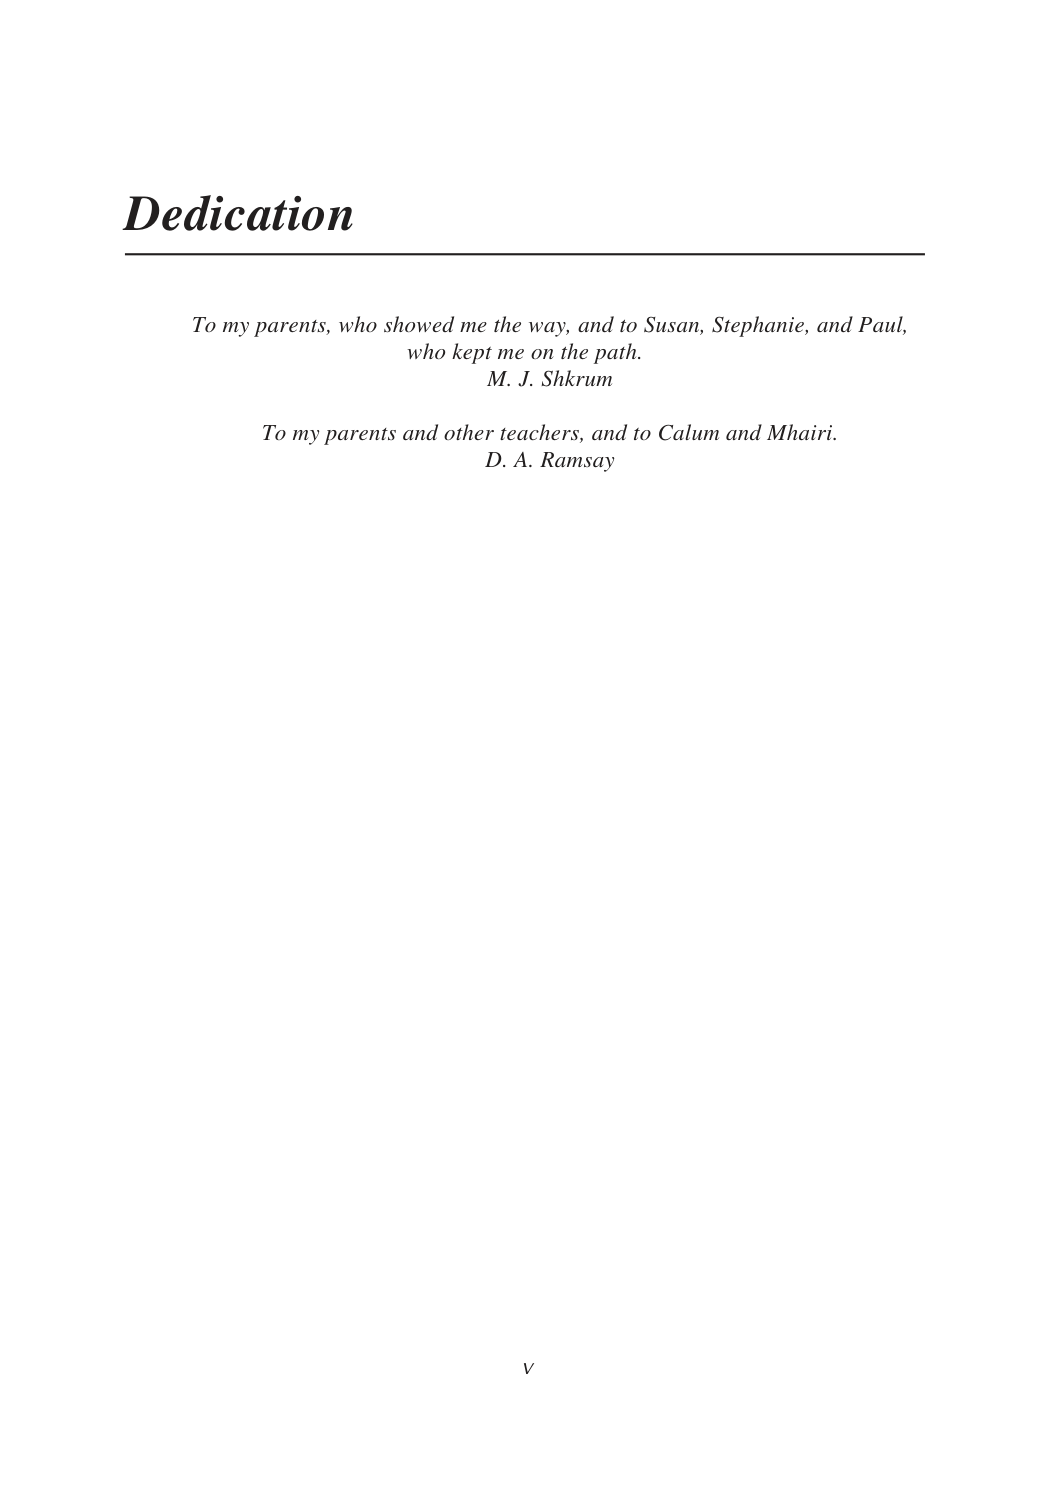 Dedication
To my parents, who showed me the way, and to Susan, Stephanie, and Paul,
who kept me on the path.
M. J. Shkrum
To my parents and other teachers, and to Calum and Mhairi.
D. A. Ramsay
V